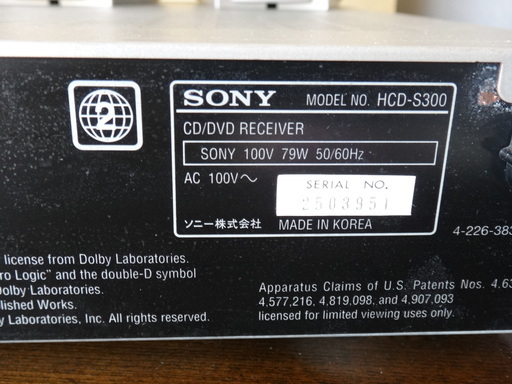 2
SONY MODEL NO. HCD-S300
CD/DVD RECEIVER
SONY 100V 79W 50/60Hz
AC 100V~
SERIAL NO.
2503951
ソニー株式会社 MADE IN KOREA
4-226-383
license from Dolby Laboratories.
Logic" and the double-D symbol
Dolby Laboratories.
Works.
Laboratories, Inc. All rights reserved.
Apparatus Claims of U.S. Patents Nos. 4.63
4.577,216, 4.819,098, and 4.907.093
licensed for limited viewing uses only.